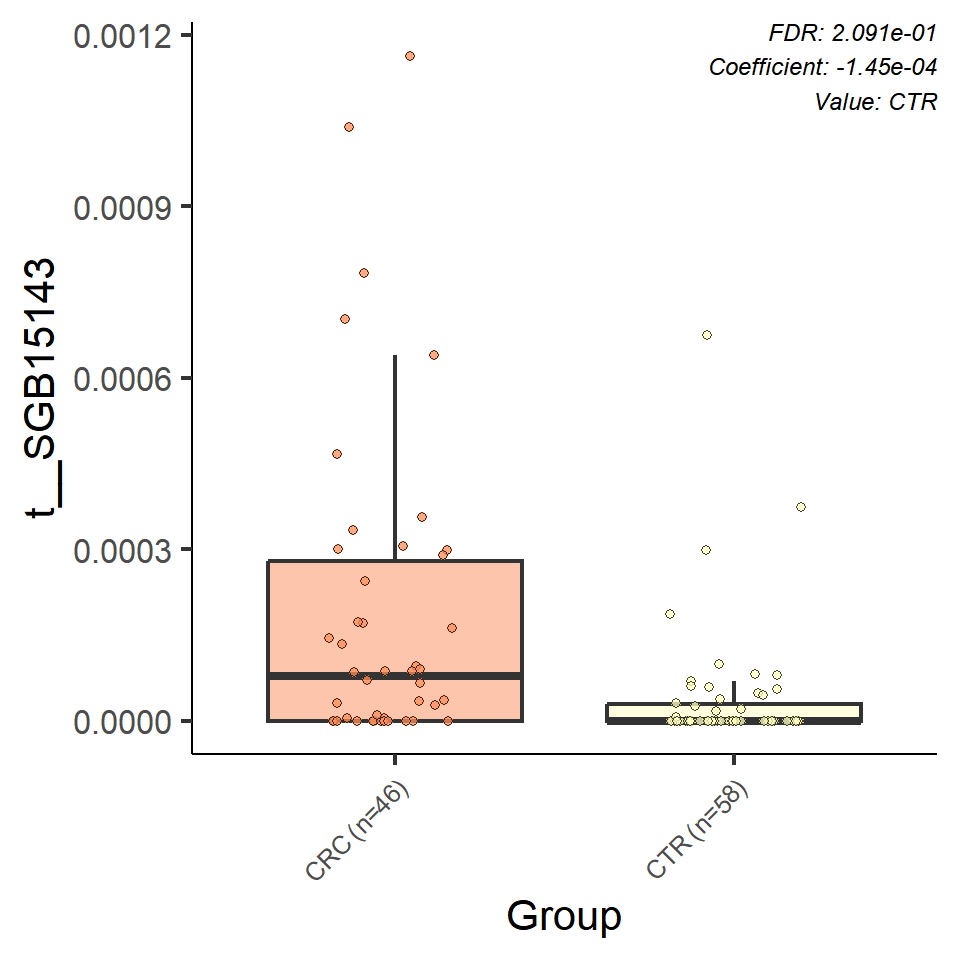 FDR: 2.091e-01
Coefficient: -1.45e-04
Value: CTR
0.0012
0.0009
0.0006
0.0003
0.0000
t__SGB15143
CRC (n=46)
CTR (n=58)
Group